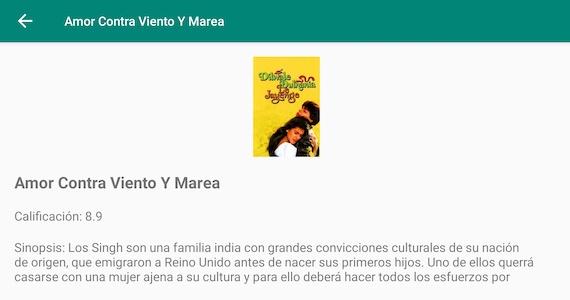 Amor Contra Viento Y Marea
Dilwale
Dulhania
Le
Jayenge
Amor Contra Viento Y Marea
Calificación: 8.9
Sinopsis: Los Singh son una familia india con grandes convicciones culturales de su nación
de origen, que emigraron a Reino Unido antes de nacer sus primeros hijos. Uno de ellos querrá
casarse con una mujer ajena a su cultura y para ello deberá hacer todos los esfuerzos por